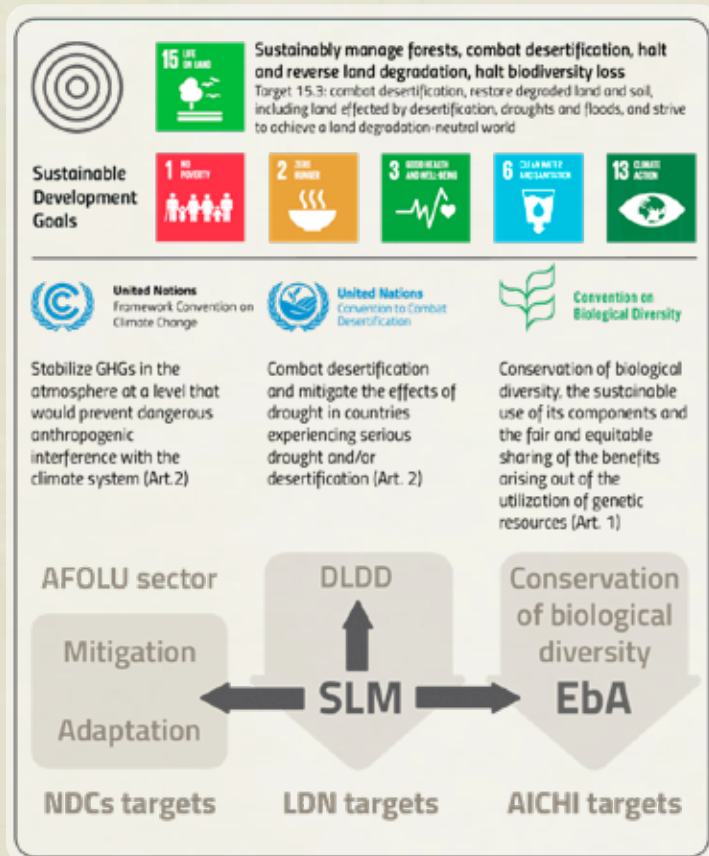 15 LIFE
ON LAND
Sustainably manage forests, combat desertification, halt
and reverse land degradation, halt biodiversity loss
Target 15.3: combat desertification, restore degraded land and soil,
including land effected by desertification, droughts and floods, and strive
to achieve a land degradation-neutral world
Sustainable
Development
Goals
1 NO
POVERTY
2 ZERO
HUNGER
3 GOOD HEALTH
AND WELL-BEING
6 CLEAN WATER
AND SANITATION
13 CLIMATE
ACTION
United Nations
Framework Convention on
Climate Change
United Nations
Convention to Combat
Desertification
Convention on
Biological Diversity
Stabilize GHGs in the
atmosphere at a level that
would prevent dangerous
anthropogenic
interference with the
climate system (Art.2)
Combat desertification
and mitigate the effects of
drought in countries
experiencing serious
drought and/or
desertification (Art. 2)
Conservation of biological
diversity, the sustainable
use of its components and
the fair and equitable
sharing of the benefits
arising out of the
utilization of genetic
resources (Art. 1)
AFOLU sector
Mitigation
Adaptation
NDCs targets
DLDD
SLM
LDN targets
Conservation
of biological
diversity
EbA
AICHI targets